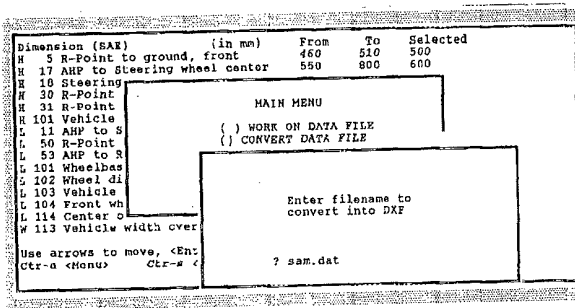 Dimension (SAE) (in mm) From To Selected
H 5 R-Point to ground, front 460 510 500
H 17 AHP to Steering wheel center 550 800 600
H 18 Steering
H 30 R-Point
H 31 R-Point
H 101 Vehicle
L 11 AHP to S
L 50 R-Point
L 53 AHP to R
L 101 Wheelbas
L 102 Wheel di
L 103 Vehicle
L 104 Front wh
L 114 Center o
W 113 Vehicle width over
Use arrows to move, <Ent
Ctr-a <Menu> Ctr-s <
MAIN MENU
( ) WORK ON DATA FILE
() CONVERT DATA FILE
Enter filename to
convert into DXF
? sam.dat